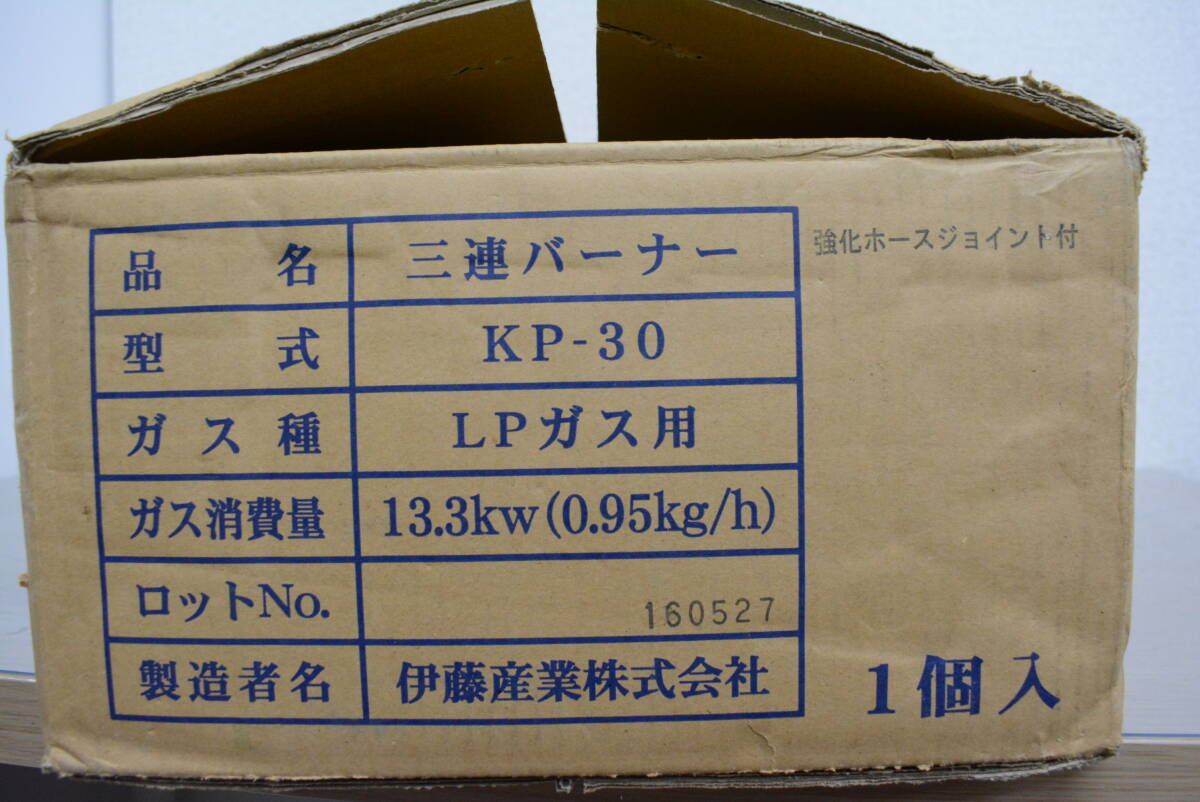 品名 三連バーナー
強化ホースジョイント付
型式 KP-30
ガス種 LPガス用
ガス消費量 13.3kw(0.95kg/h)
ロットNo. 160527
製造者名 伊藤産業株式会社
1個入